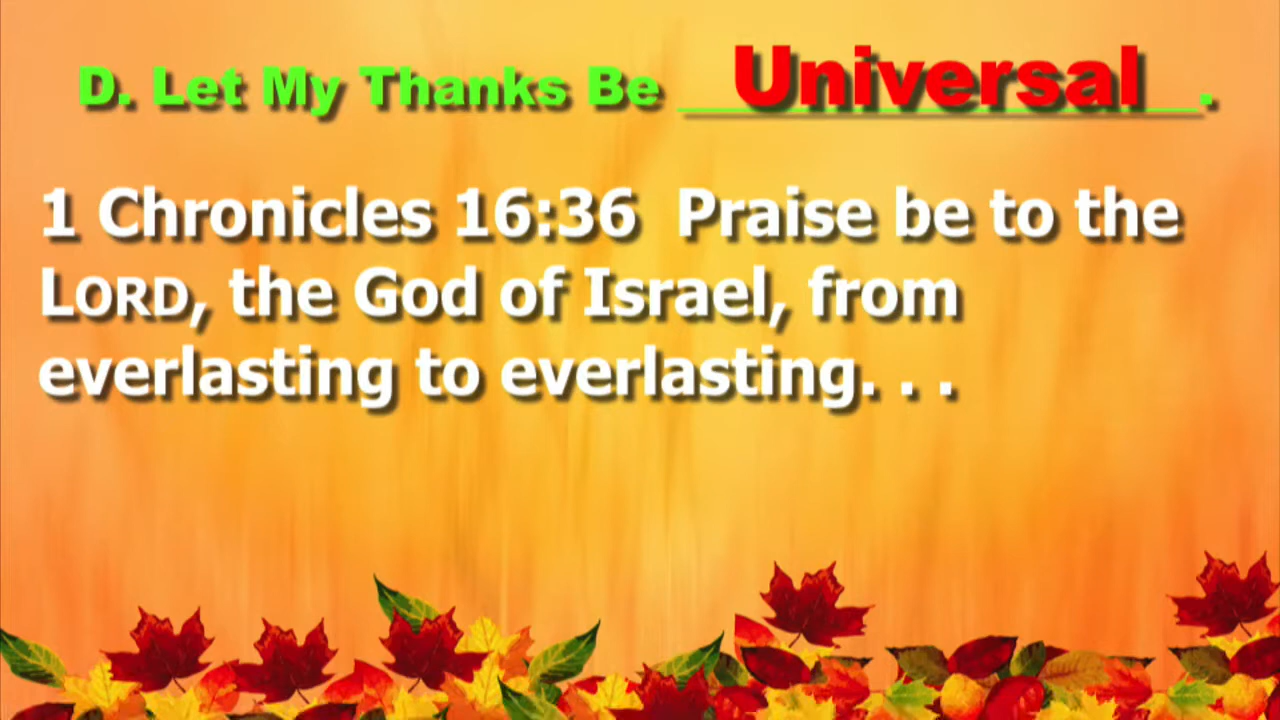 D. Let My Thanks Be __Universal__.
1 Chronicles 16:36 Praise be to the
LORD, the God of Israel, from
everlasting to everlasting. . .